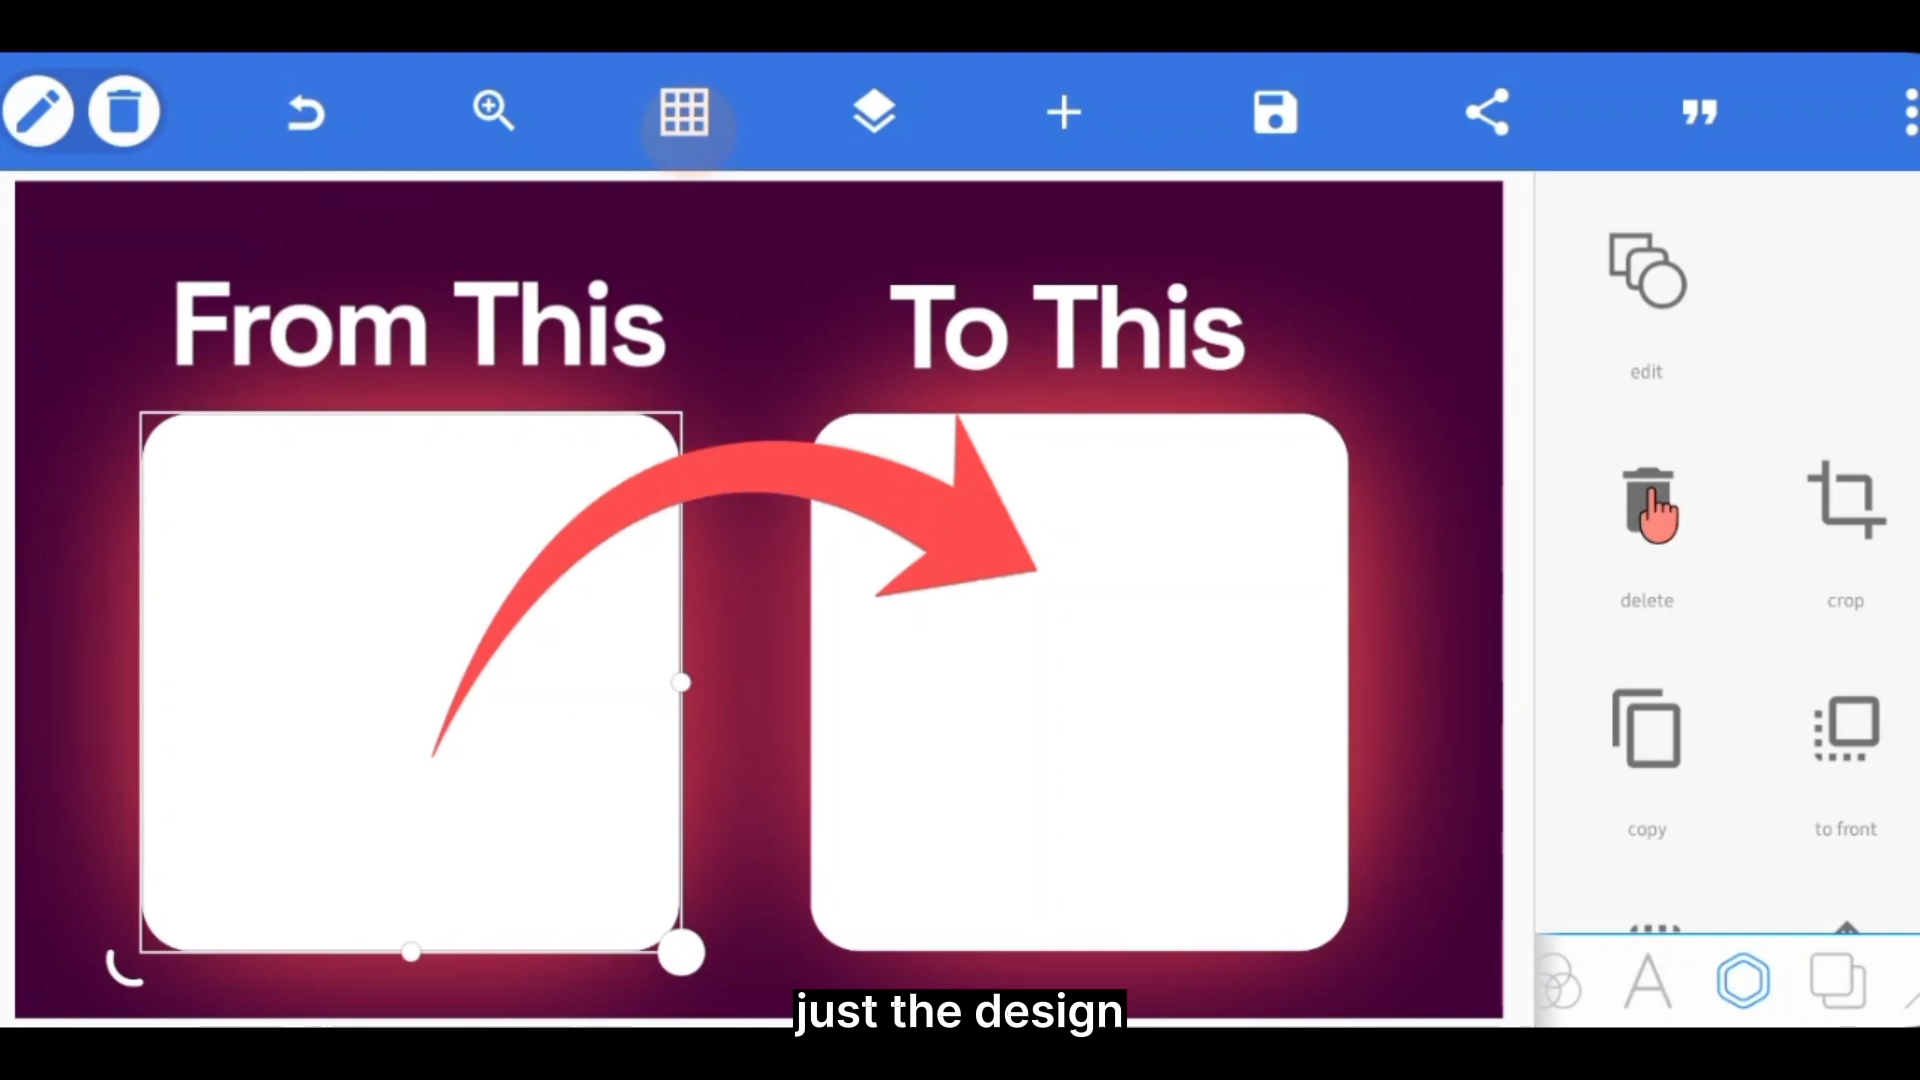 From This
To This
edit
delete
crop
copy
to front
A
just the design